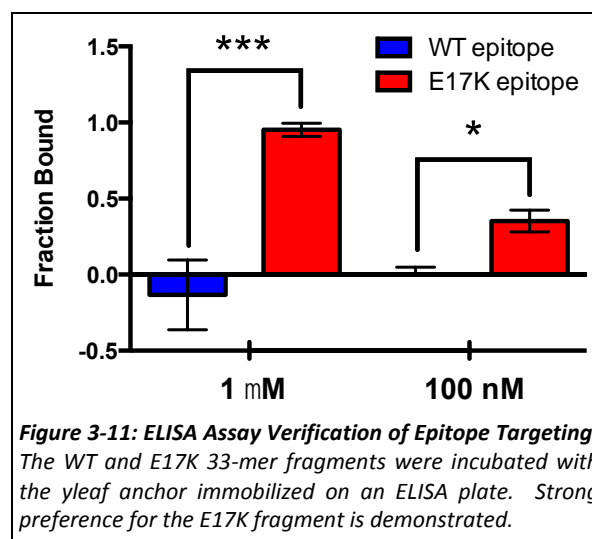 1.5
1.0
0.5
0.0
-0.5
Fraction Bound
***
*
WT epitope
E17K epitope
1 mM
100 nM
Figure 3-11: ELISA Assay Verification of Epitope Targeting
The WT and E17K 33-mer fragments were incubated with
the yleaf anchor immobilized on an ELISA plate. Strong
preference for the E17K fragment is demonstrated.